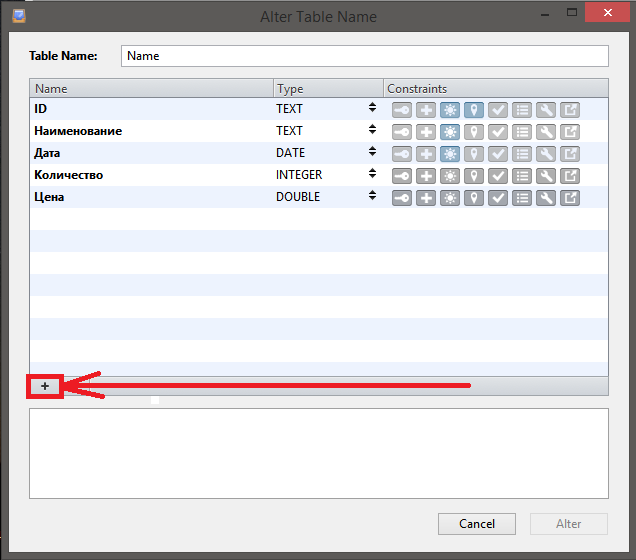 Alter Table Name
Table Name: Name
Name Type Constraints
ID TEXT
Наименование TEXT
Дата DATE
Количество INTEGER
Цена DOUBLE
+
Cancel Alter